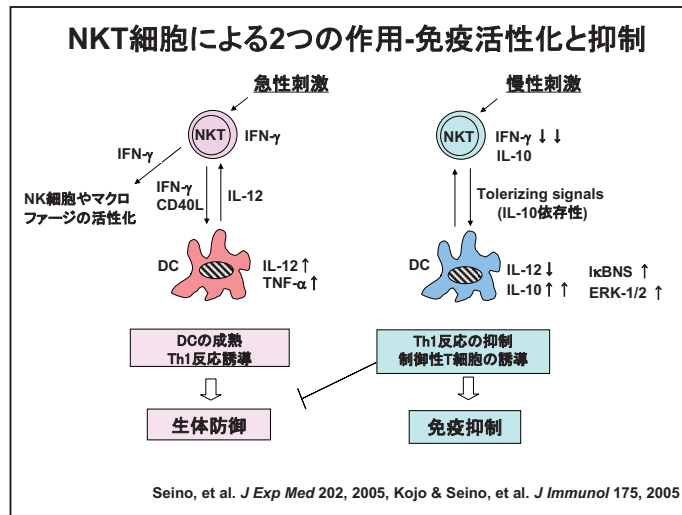 NKT細胞による2つの作用-免疫活性化と抑制
急性刺激
NKT
IFN-γ
IFN-γ
NK細胞やマクロ
ファージの活性化
IFN-γ
CD40L
IL-12
DC
IL-12↑
TNF-α↑
DCの成熟
Th1反応誘導
生体防御
慢性刺激
NKT
IFN-γ ↓ ↓
IL-10
Tolerizing signals
(IL-10依存性)
DC
IL-12↓
IL-10↑ ↑
IκBNS ↑
ERK-1/2 ↑
Th1反応の抑制
制御性T細胞の誘導
免疫抑制
Seino, et al. J Exp Med 202, 2005, Kojo & Seino, et al. J Immunol 175, 2005